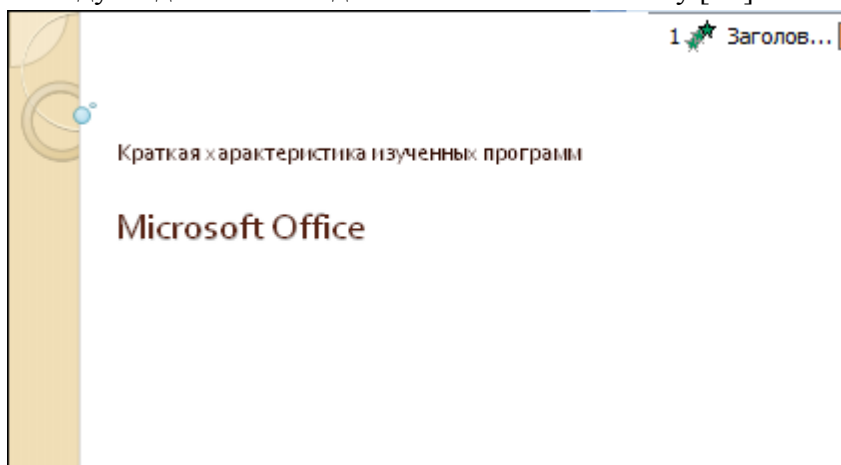 1 Заголов...
Краткая характеристика изученных программ
Microsoft Office